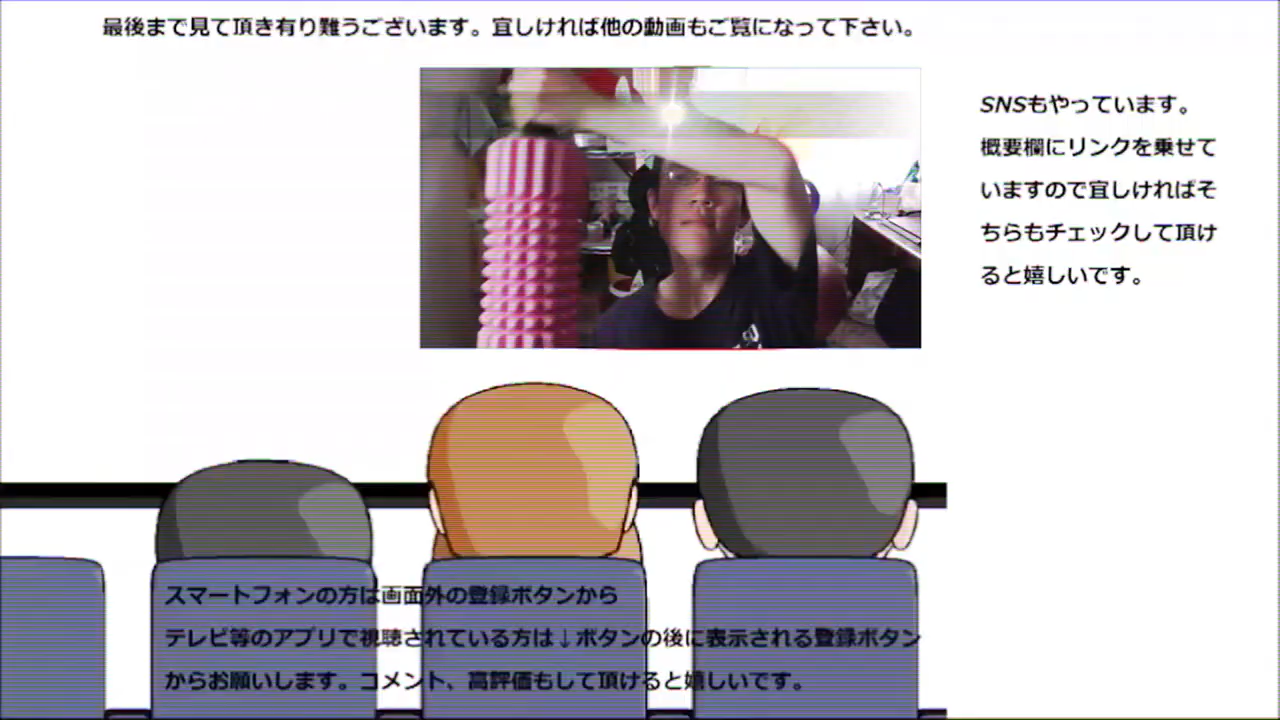 最後まで見て頂き有り難うございます。宜しければ他の動画もご覧になって下さい。
SNSもやっています。
概要欄にリンクを乗せて
いますので宜しければそ
ちらもチェックして頂け
ると嬉しいです。
スマートフォンの方は画面外の登録ボタンから
テレビ等のアプリで視聴されている方は↓ボタンの後に表示される登録ボタン
からお願いします。コメント、高評価もして頂けると嬉しいです。